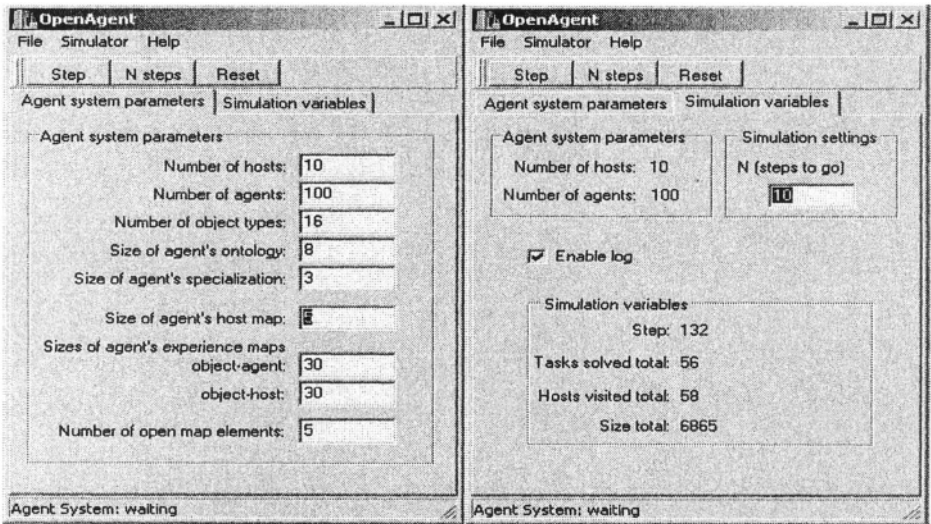 OpenAgent
File Simulator Help
Step N steps Reset
Agent system parameters Simulation variables
Agent system parameters
Number of hosts: 10
Number of agents: 100
Number of object types: 16
Size of agent's ontology: 8
Size of agent's specialization: 3
Size of agent's host map: 5
Sizes of agent's experience maps
object-agent: 30
object-host: 30
Number of open map elements: 5
Agent System: waiting
OpenAgent
File Simulator Help
Step N steps Reset
Agent system parameters Simulation variables
Agent system parameters
Number of hosts: 10
Number of agents: 100
Simulation settings
N (steps to go)
10
Enable log
Simulation variables
Step: 132
Tasks solved total: 56
Hosts visited total: 58
Size total: 6865
Agent System: waiting